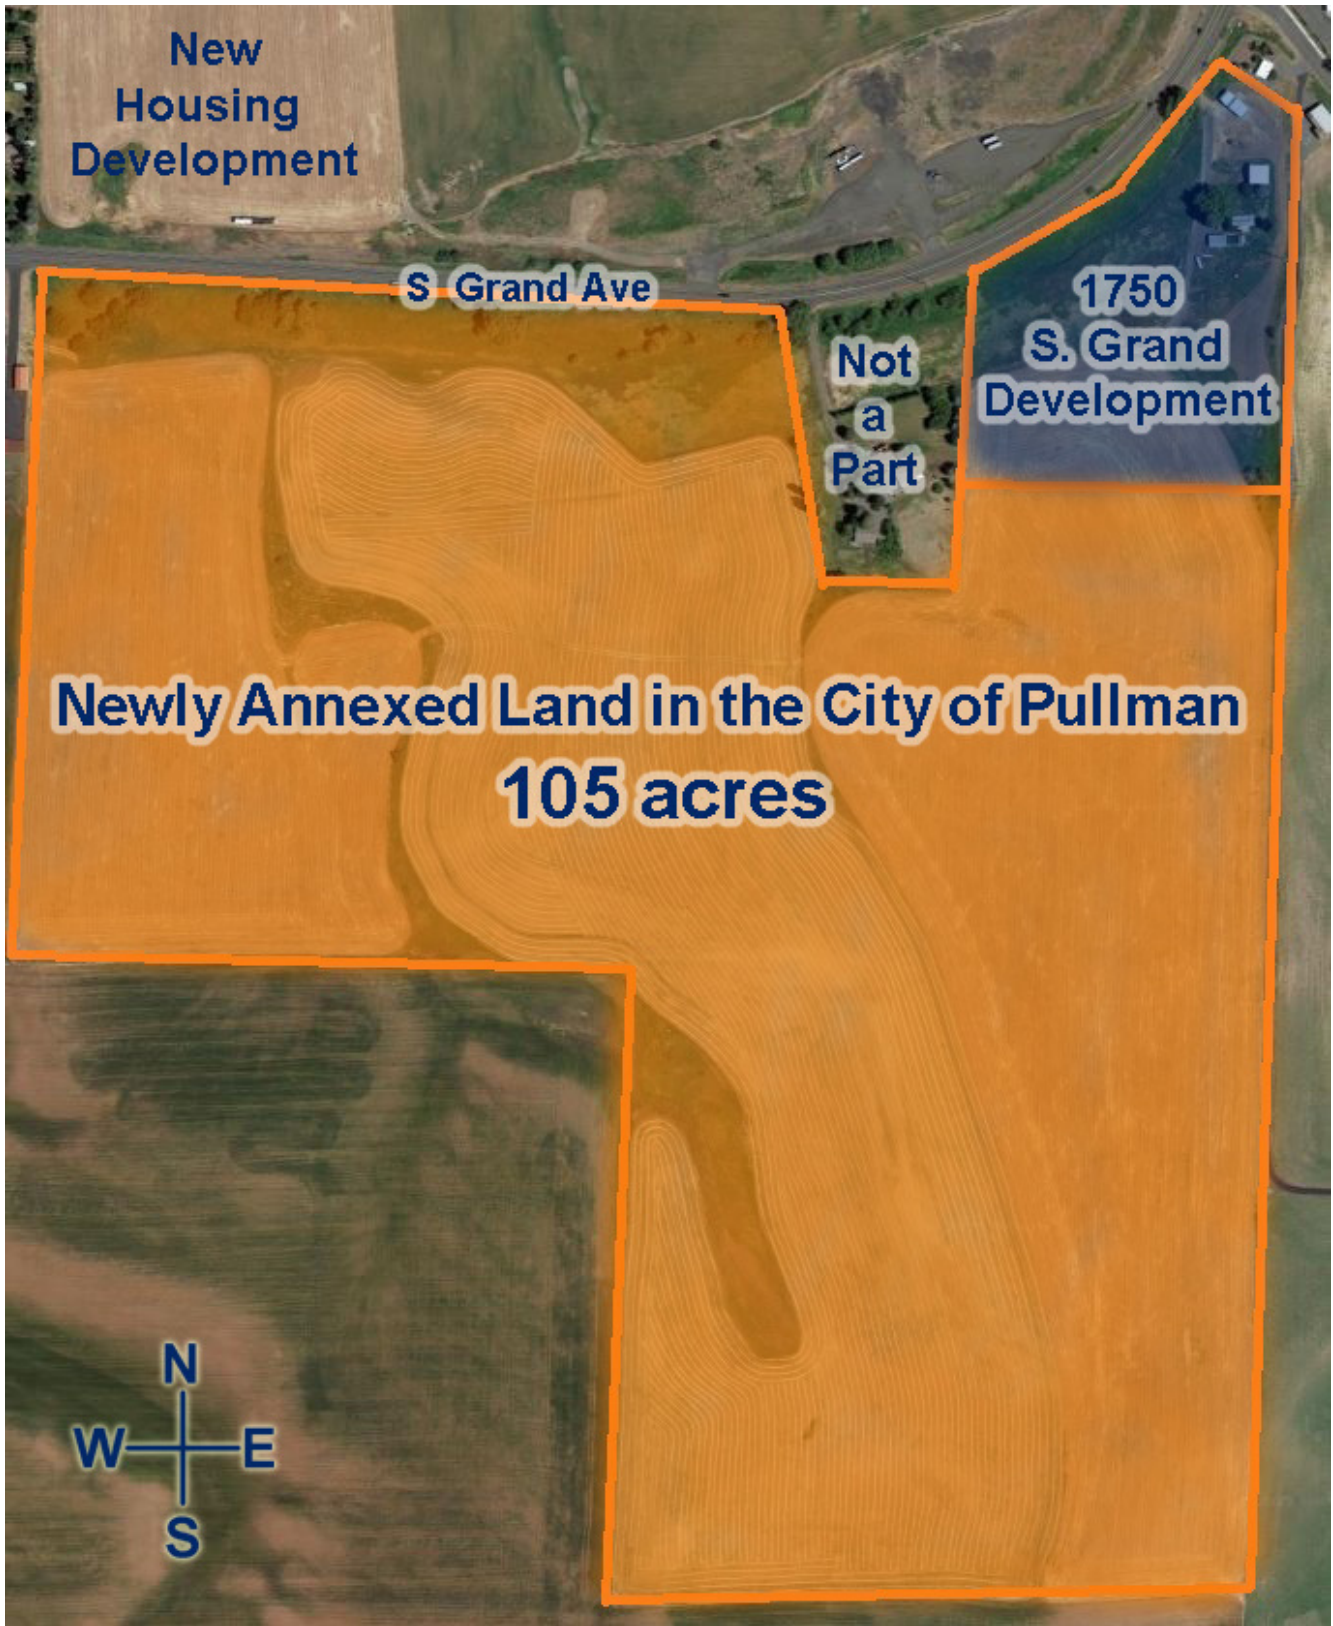 New
Housing
Development
S Grand Ave
1750
S. Grand
Development
Not
a
Part
Newly Annexed Land in the City of Pullman
105 acres
N
W E
S